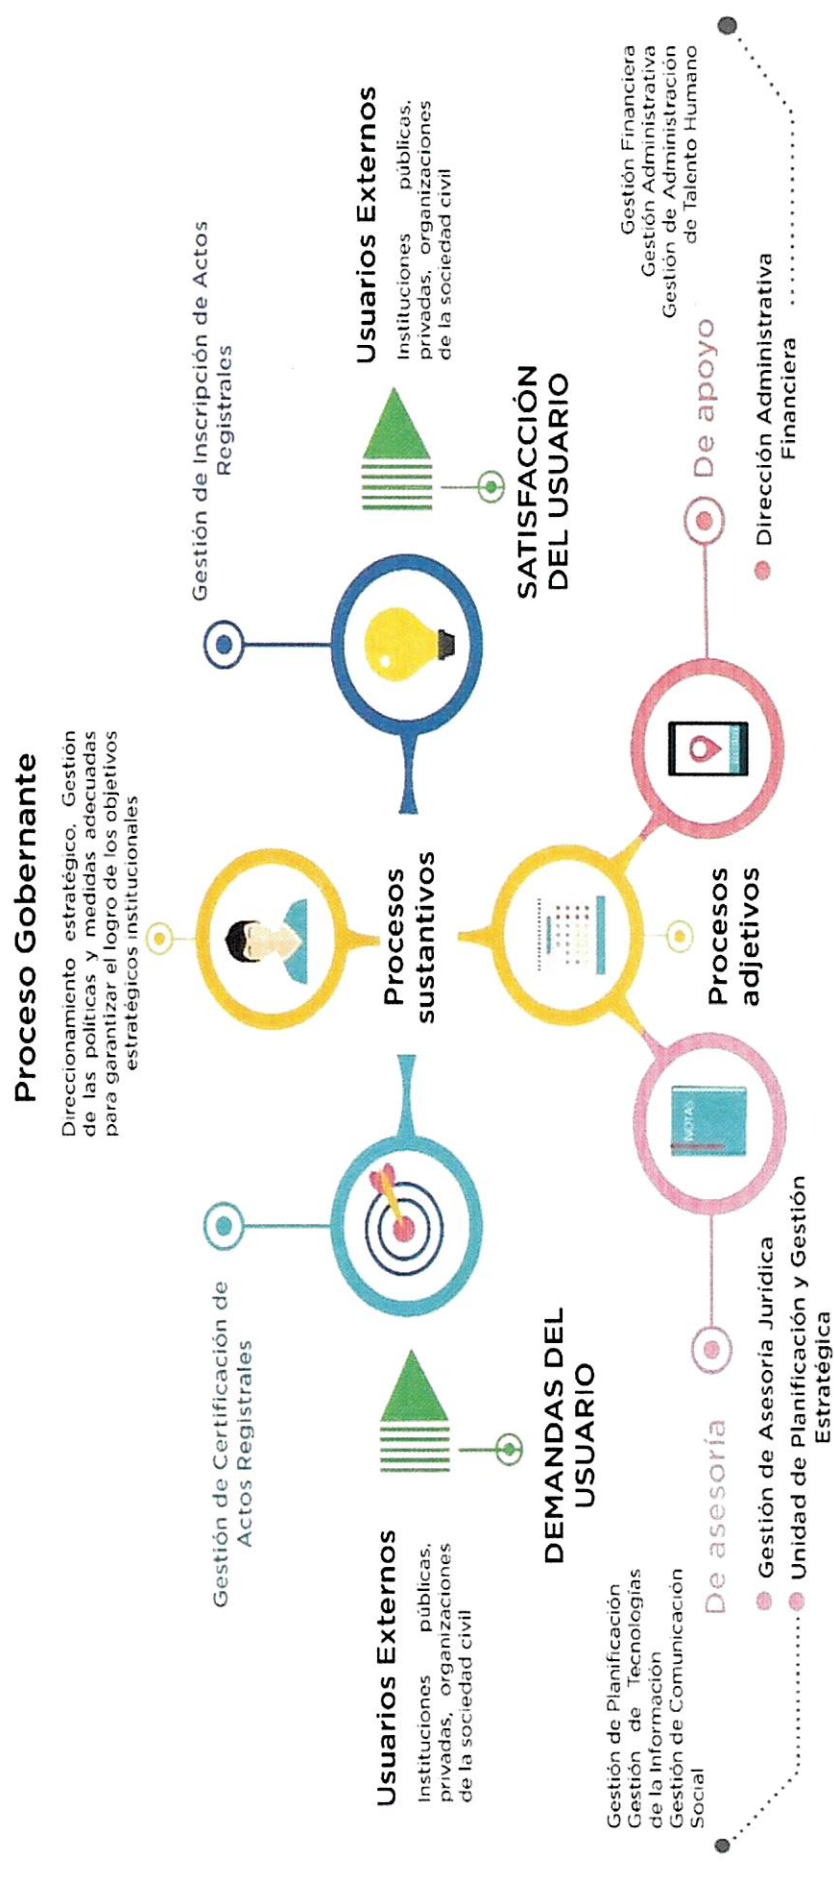 Proceso Gobernante
Direccionamiento estratégico, Gestión
de las políticas y medidas adecuadas
para garantizar el logro de los objetivos
estratégicos institucionales
Gestión de Certificación de
Actos Registrales
Gestión de Inscripción de Actos
Registrales
Usuarios Externos
Instituciones públicas,
privadas, organizaciones
de la sociedad civil
DEMANDAS DEL
USUARIO
Procesos
sustantivos
SATISFACCIÓN
DEL USUARIO
Usuarios Externos
Instituciones públicas,
privadas, organizaciones
de la sociedad civil
Gestión de Planificación
Gestión de Tecnologías
de la Información
Gestión de Comunicación
Social
De asesoría
Gestión de Asesoría Jurídica
Unidad de Planificación y Gestión
Estratégica
NOTAS
Procesos
adjetivos
De apoyo
Dirección Administrativa
Financiera
Gestión Financiera
Gestión Administrativa
Gestión de Administración
de Talento Humano